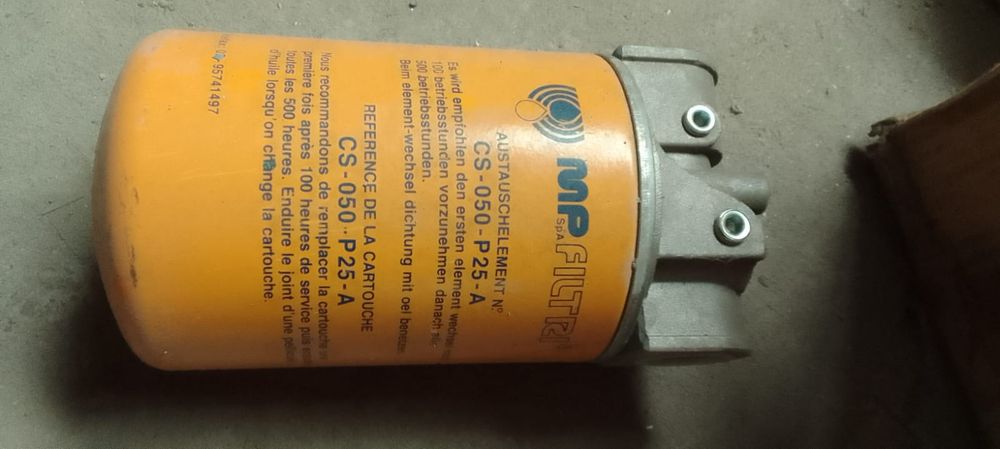 MP FILTRI
SpA
AUSTAUSCHELEMENT Nº
CS-050-P25-A
Es wird empfohlen den ersten element wechsel
100 betriebsstunden vorzunehmen danach alle
500 betriebsstunden.
Beim element-wechsel dichtung mit oel benetzen
REFERENCE DE LA CARTOUCHE
CS-050-P25-A
Nous recommandons de remplacer la cartouche
première fois après 100 heures de service puis
toutes les 500 heures. Enduire le joint d'une
d'huile lorsqu'on change la cartouche.
95741497